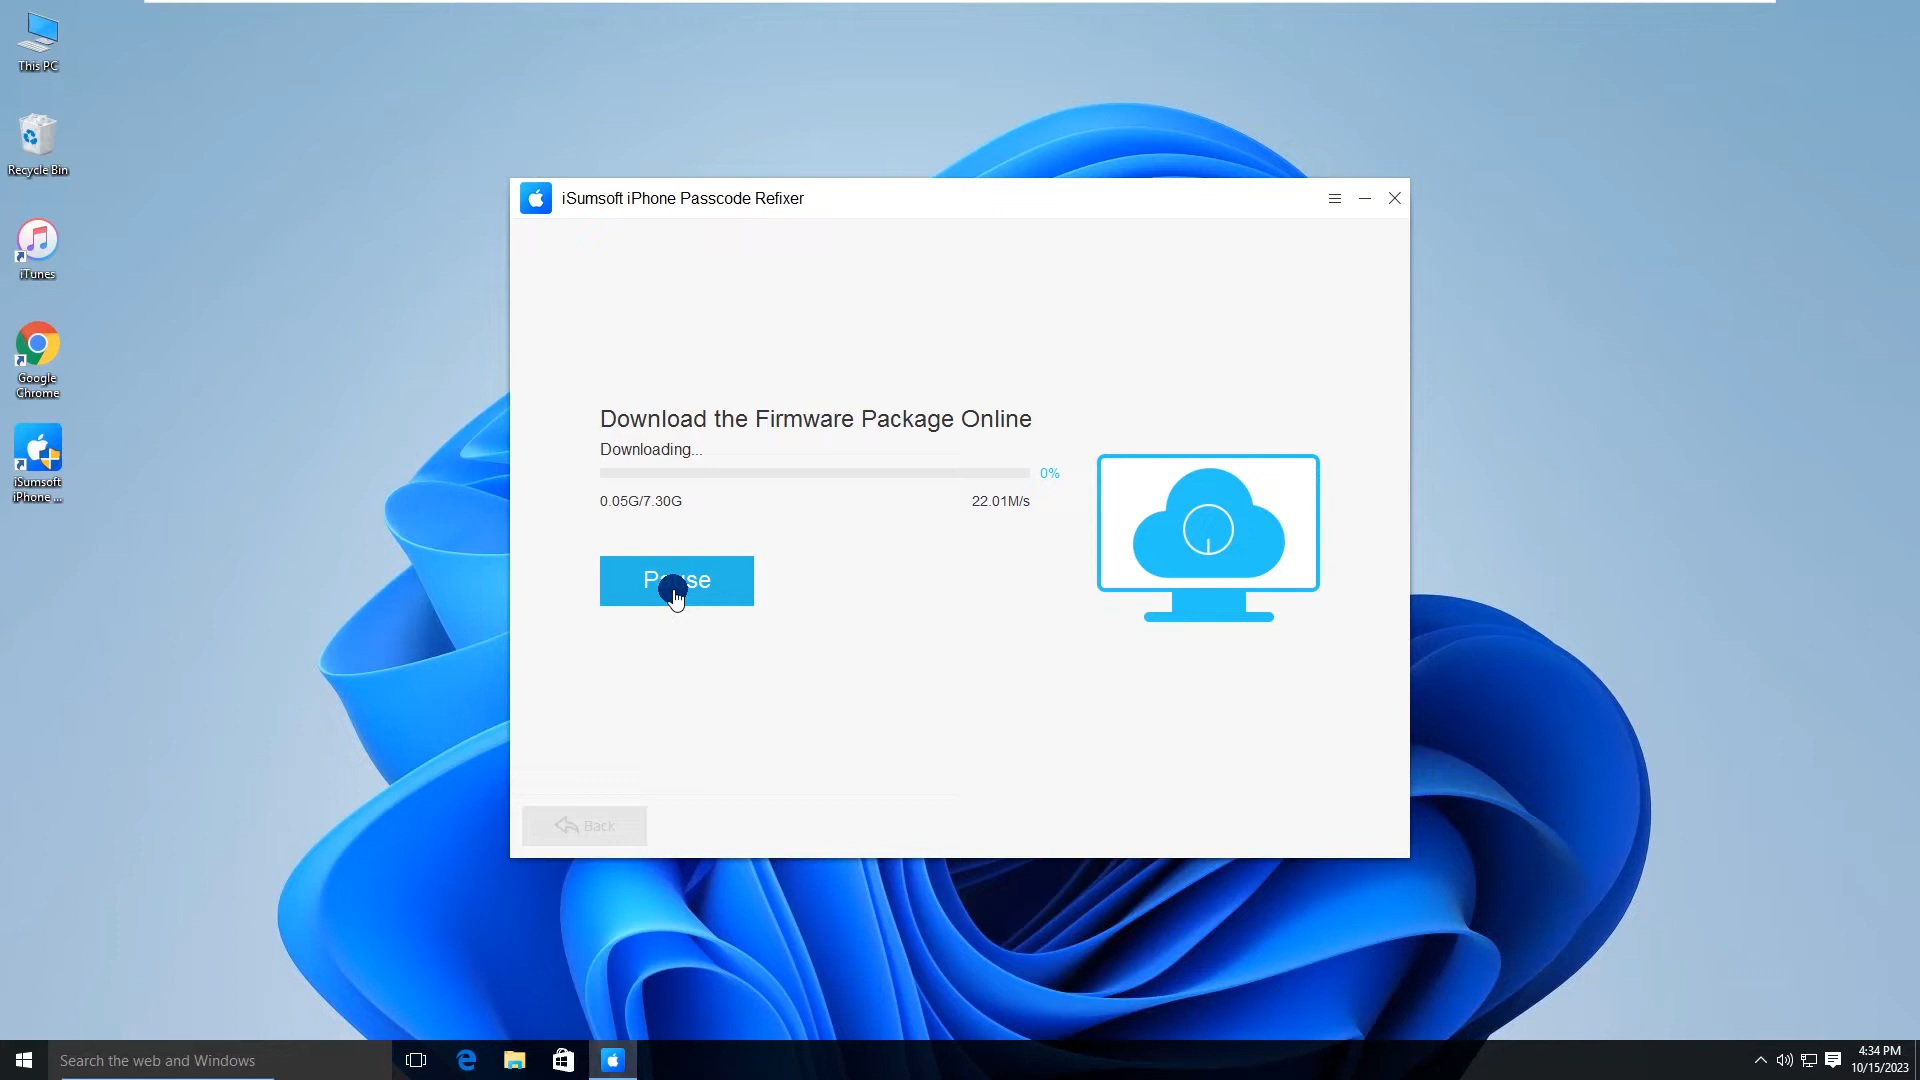 This PC
Recycle Bin
iTunes
Google
Chrome
iSumsoft
iPhone ...
iSumsoft iPhone Passcode Refixer
Download the Firmware Package Online
Downloading...
0%
0.05G/7.30G
22.01M/s
Pause
Back
Search the web and Windows
4:34 PM
10/15/2023